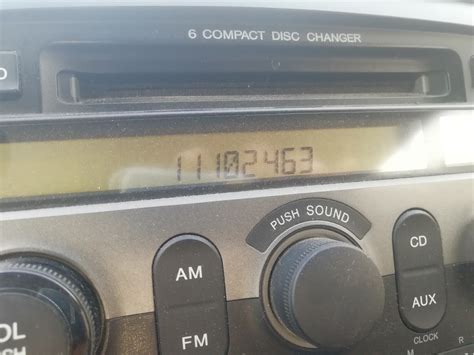 6 COMPACT DISC CHANGER
11102463
PUSH SOUND
AM
FM
CD
AUX
CLOCK